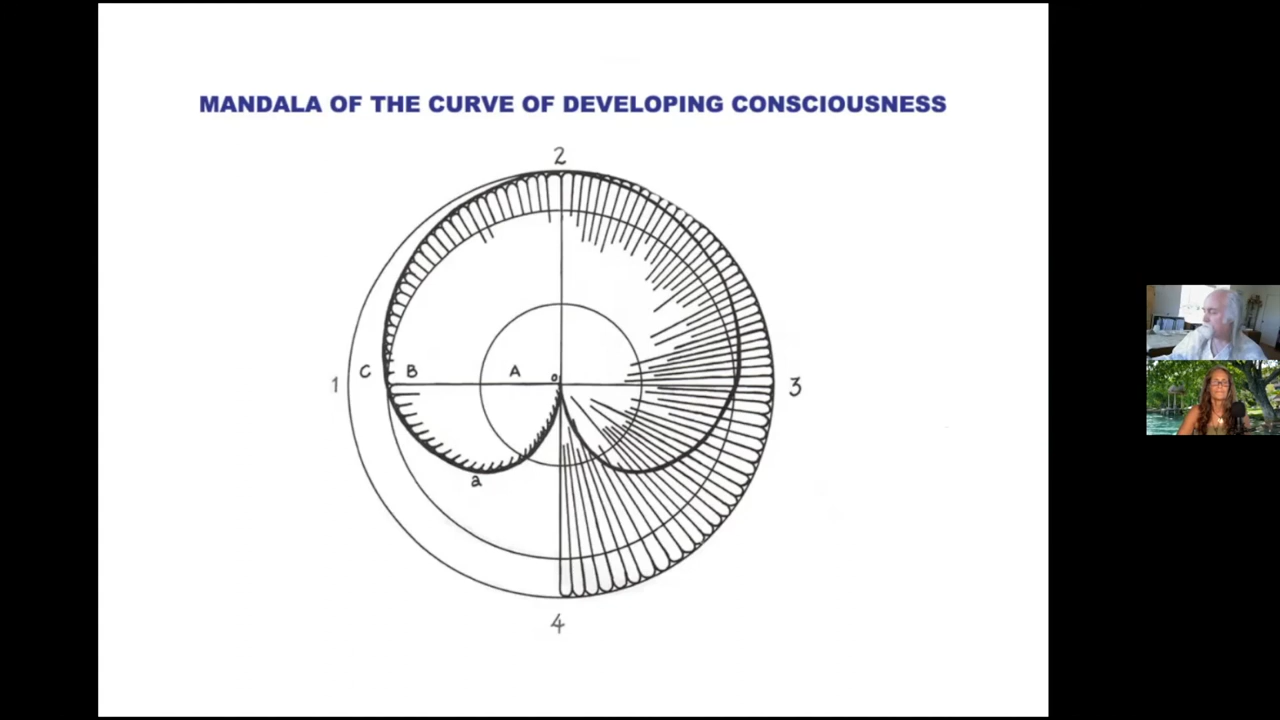 MANDALA OF THE CURVE OF DEVELOPING CONSCIOUSNESS
2
1
C
B
A
o
3
a
4